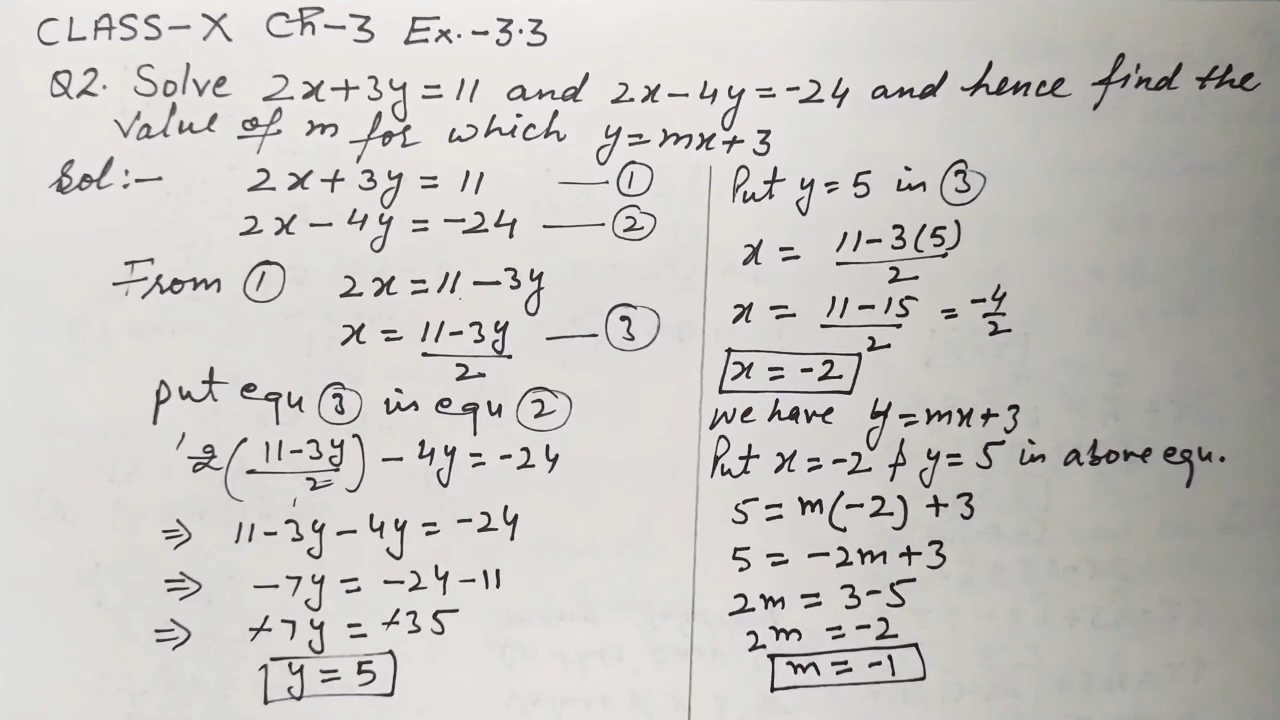 CLASS-X Ch-3 Ex.-3.3
Q2. Solve 2x+3y=11 and 2x-4y=-24 and hence find the
Value of m for which y=mx+3
Sol:- 2x+3y=11 —①
2x-4y=-24 —②
From ① 2x=11-3y
x=\frac{11-3y}{2} —③
put equ ③ in equ ②
2(\frac{11-3y}{2})-4y=-24
⇒ 11-3y-4y=-24
⇒ -7y=-24-11
⇒ +7y=+35
y=5
Put y=5 in ③
x=\frac{11-3(5)}{2}
x=\frac{11-15}{2}=\frac{-4}{2}
x=-2
we have y=mx+3
Put x=-2 & y=5 in above equ.
5=m(-2)+3
5=-2m+3
2m=3-5
2m=-2
m=-1